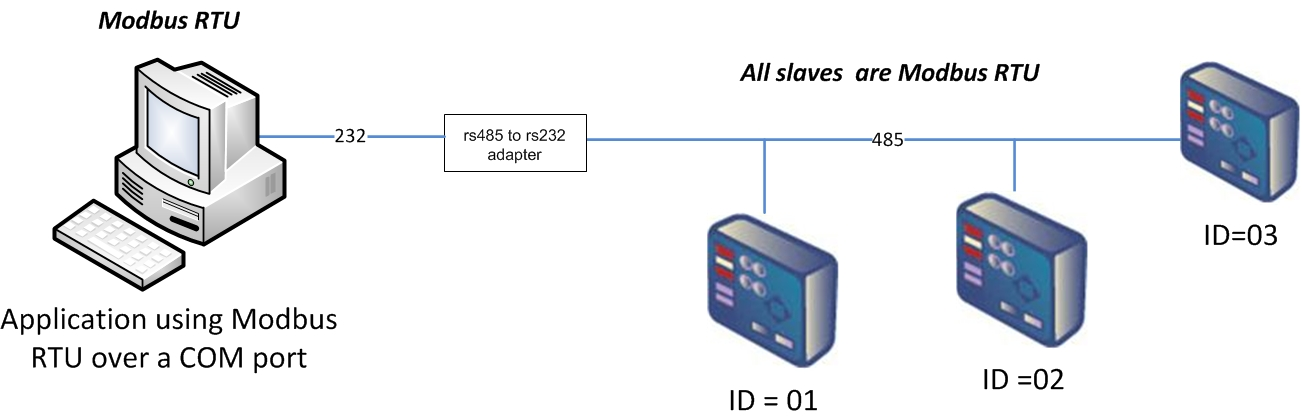 Modbus RTU
All slaves are Modbus RTU
232
rs485 to rs232
adapter
485
ID=03
Application using Modbus
RTU over a COM port
ID =02
ID = 01